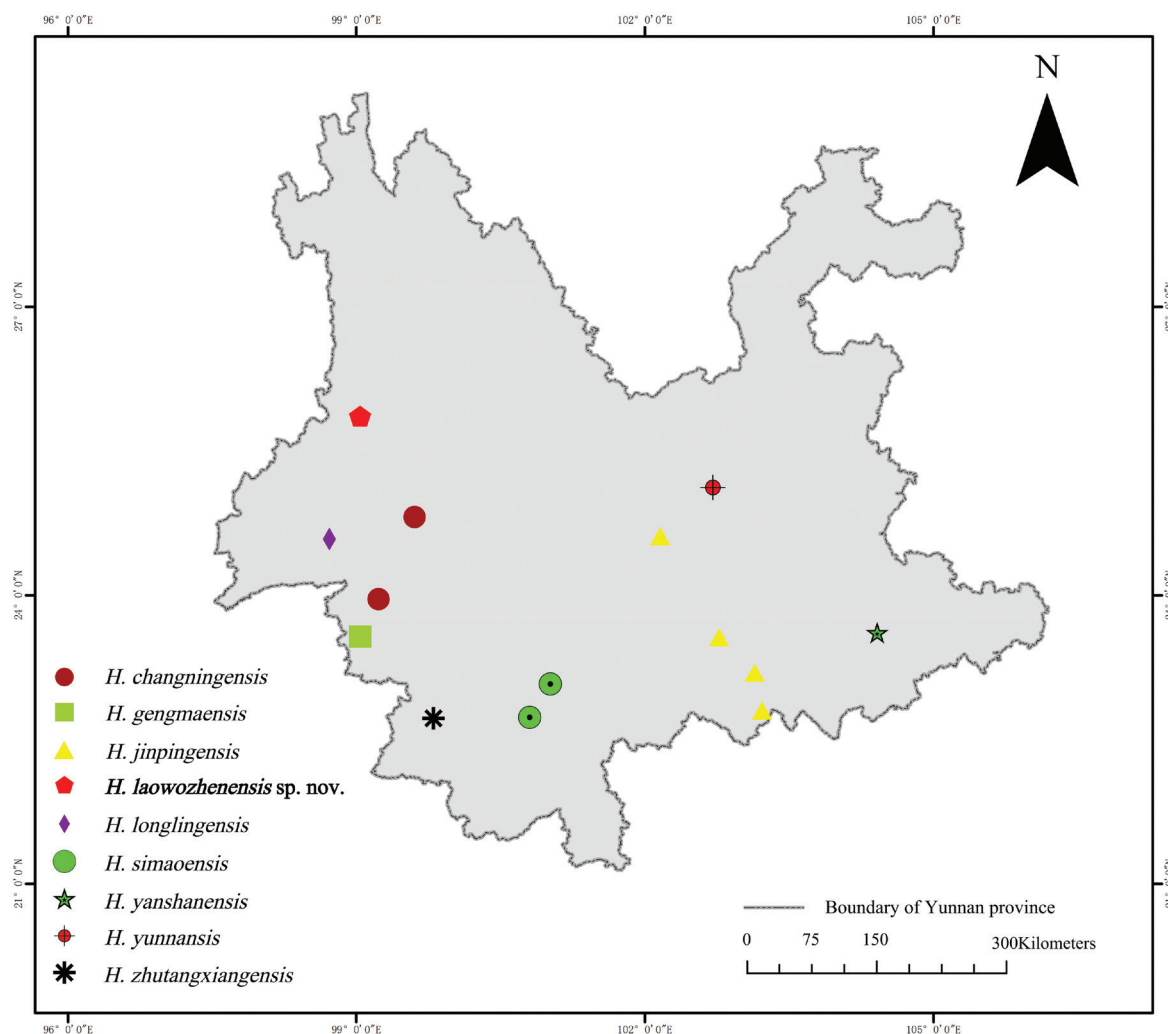 96° 0′0″E 99° 0′0″E 102° 0′0″E 105° 0′0″E
N
27° 0′0″N
24° 0′0″N
21° 0′0″N
H. changningensis
H. gengmaensis
H. jinpingensis
H. laowozhenensis sp. nov.
H. longlingensis
H. simaoensis
H. yanshanensis
H. yunnansis
H. zhutangxiangensis
Boundary of Yunnan province
0 75 150 300Kilometers
96° 0′0″E 99° 0′0″E 102° 0′0″E 105° 0′0″E